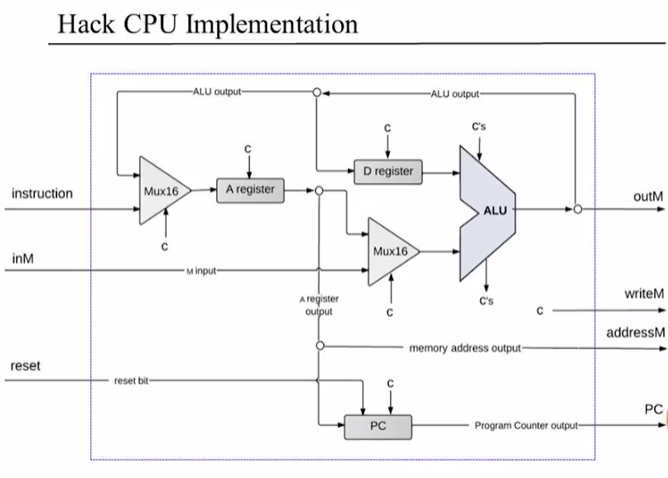 Hack CPU Implementation
ALU output
ALU output
C
C's
C
D register
instruction
Mux16
A register
ALU
outM
C
Mux16
inM
M input
A register
output
C
C's
C
writeM
addressM
memory address output
reset
reset bit
C
PC
PC
Program Counter output